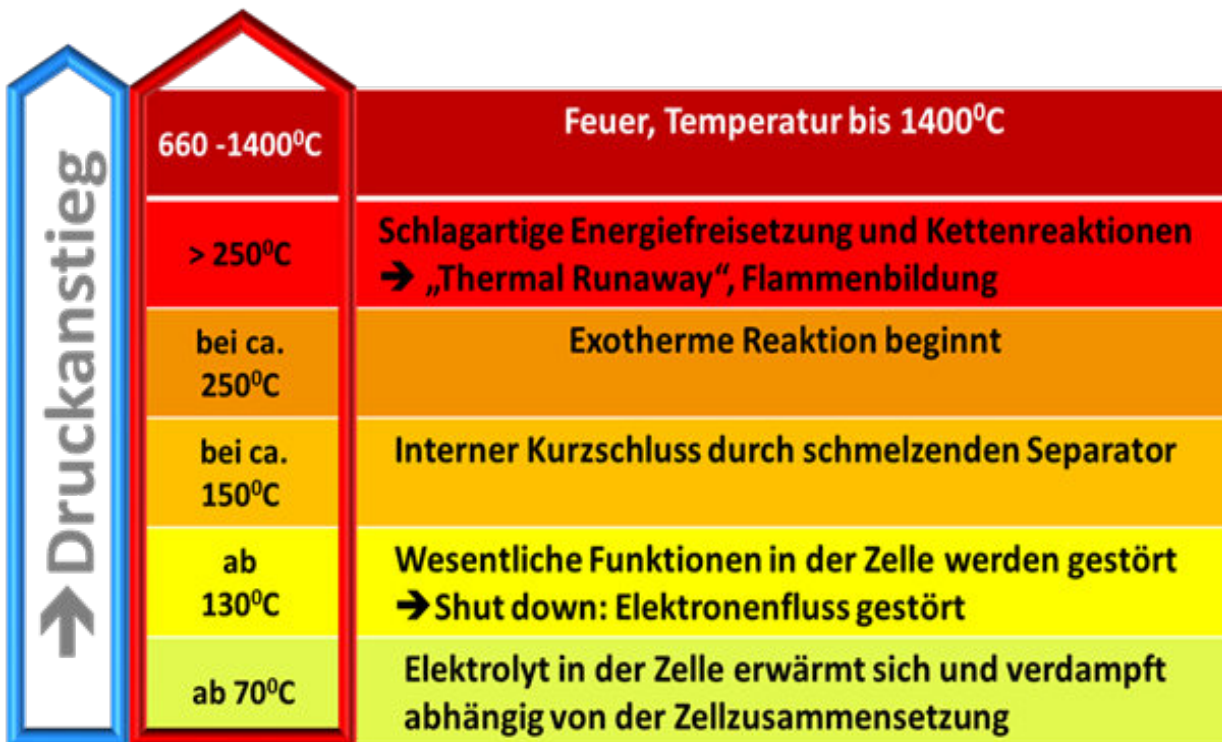 ➔Druckanstieg
660 -1400⁰C
Feuer, Temperatur bis 1400⁰C
> 250⁰C
Schlagartige Energiefreisetzung und Kettenreaktionen
➔ „Thermal Runaway“, Flammenbildung
bei ca.
250⁰C
Exotherme Reaktion beginnt
bei ca.
150⁰C
Interner Kurzschluss durch schmelzenden Separator
ab
130⁰C
Wesentliche Funktionen in der Zelle werden gestört
➔Shut down: Elektronenfluss gestört
ab 70⁰C
Elektrolyt in der Zelle erwärmt sich und verdampft
abhängig von der Zellzusammensetzung